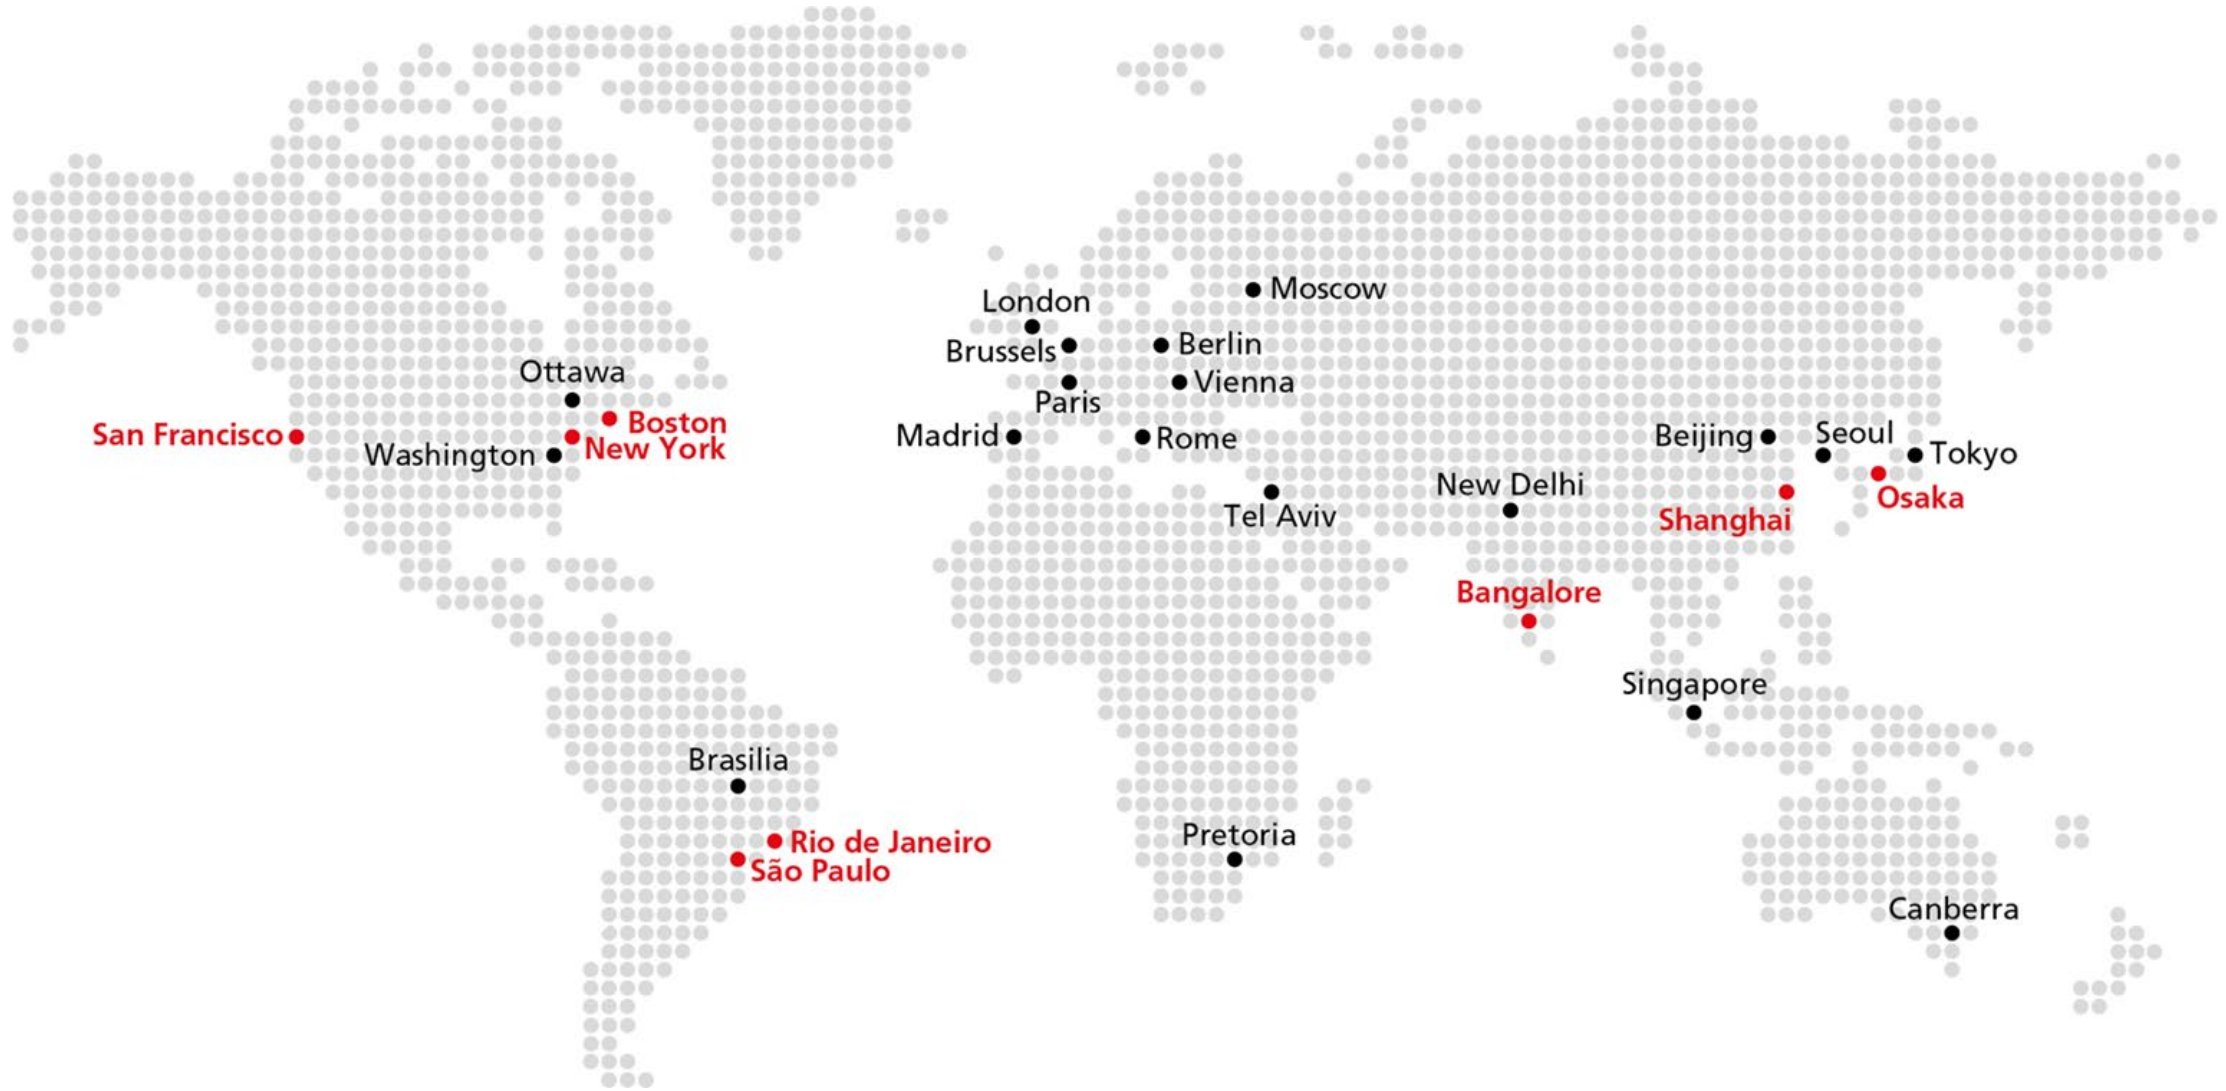 Moscow
London
Brussels
Berlin
Ottawa
Vienna
Paris
San Francisco
Boston
New York
Washington
Madrid
Rome
Beijing
Seoul
Tokyo
New Delhi
Osaka
Tel Aviv
Shanghai
Bangalore
Singapore
Brasilia
Pretoria
Rio de Janeiro
São Paulo
Canberra